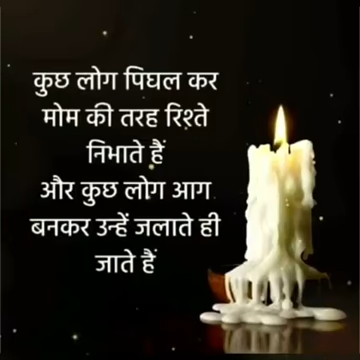 कुछ लोग पिघल कर
मोम की तरह रिश्ते
निभाते हैं
और कुछ लोग आग
बनकर उन्हें जलाते ही
जाते हैं